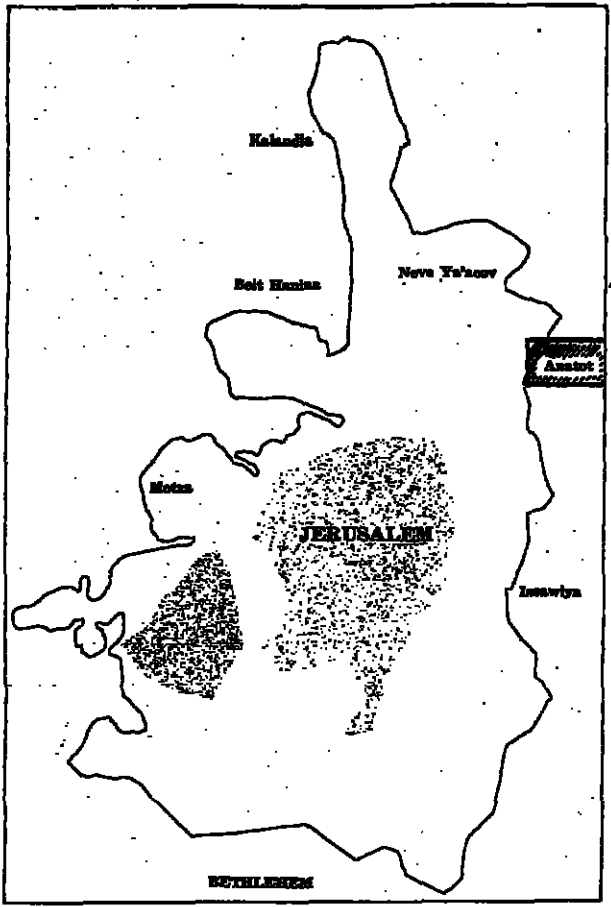 Kalandia
Neve Ya'acov
Beit Hanina
Anatot
Motza
JERUSALEM
Issawiya
BETHLEHEM